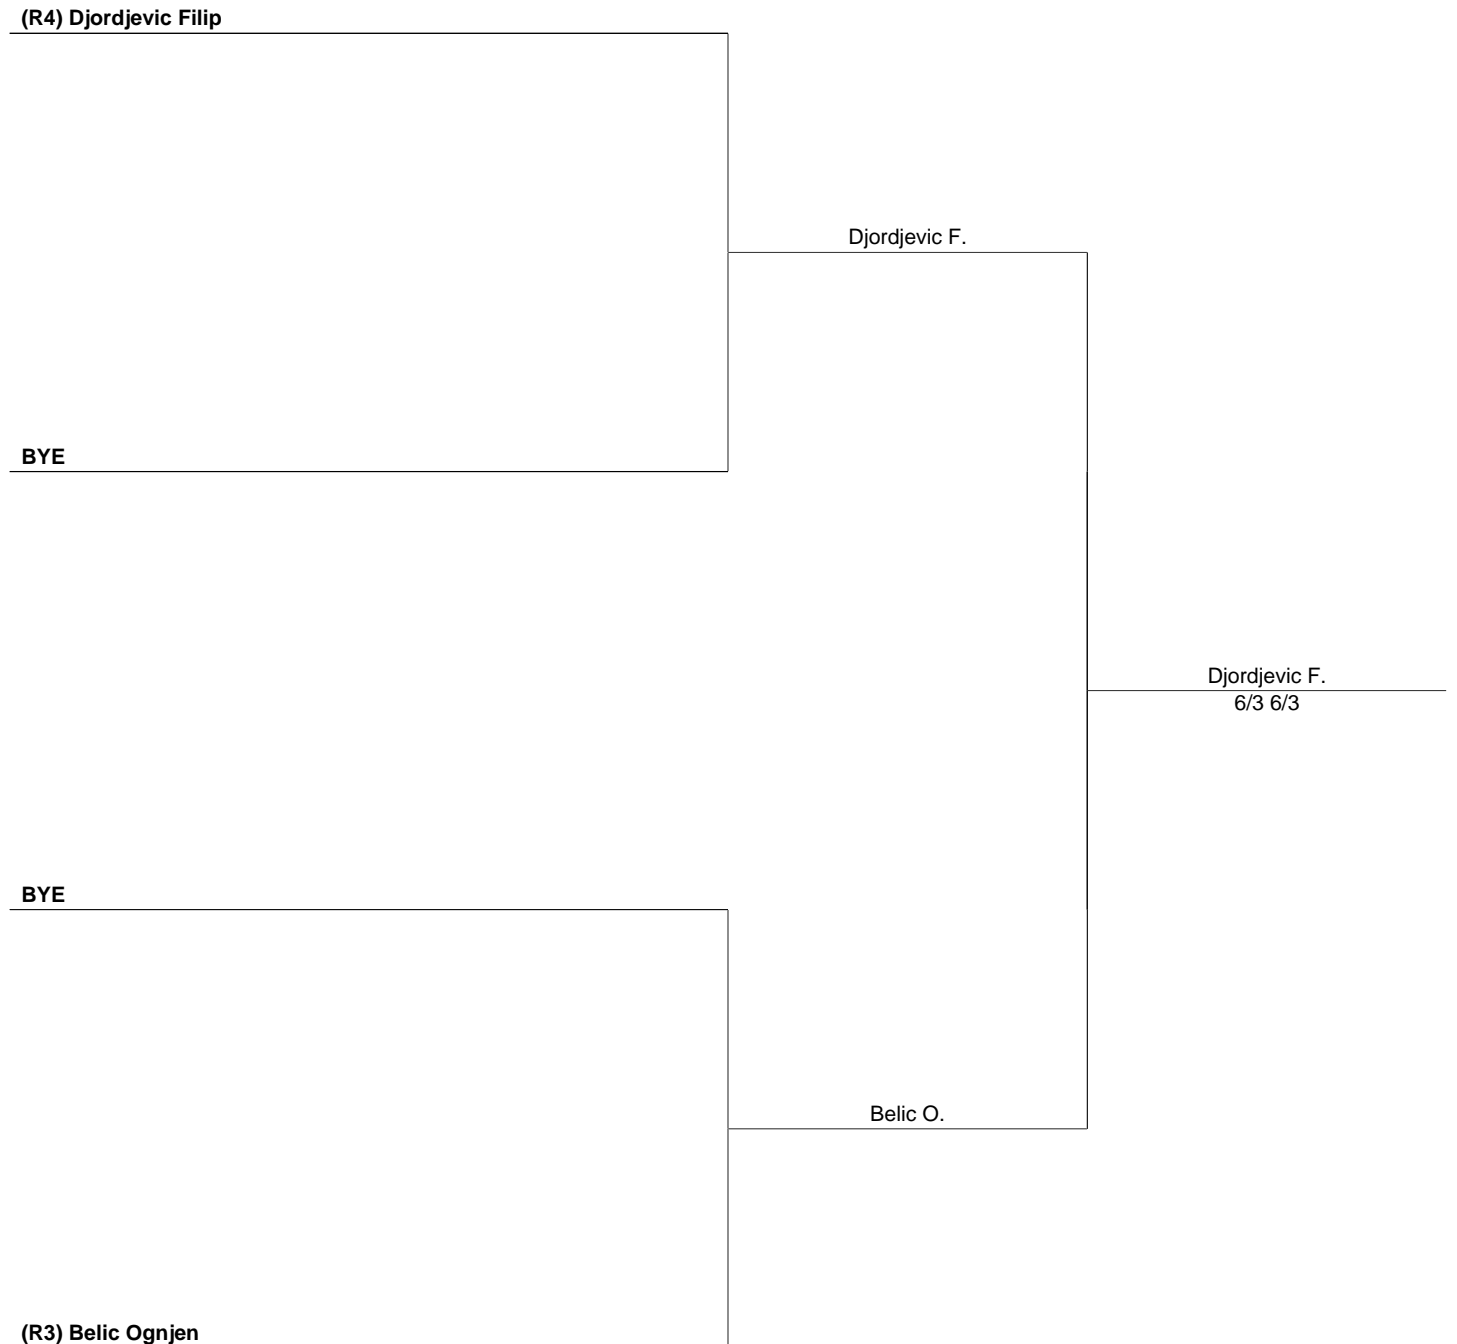 (R4) Djordjevic Filip
Djordjevic F.
BYE
Djordjevic F.
6/3 6/3
BYE
Belic O.
(R3) Belic Ognjen